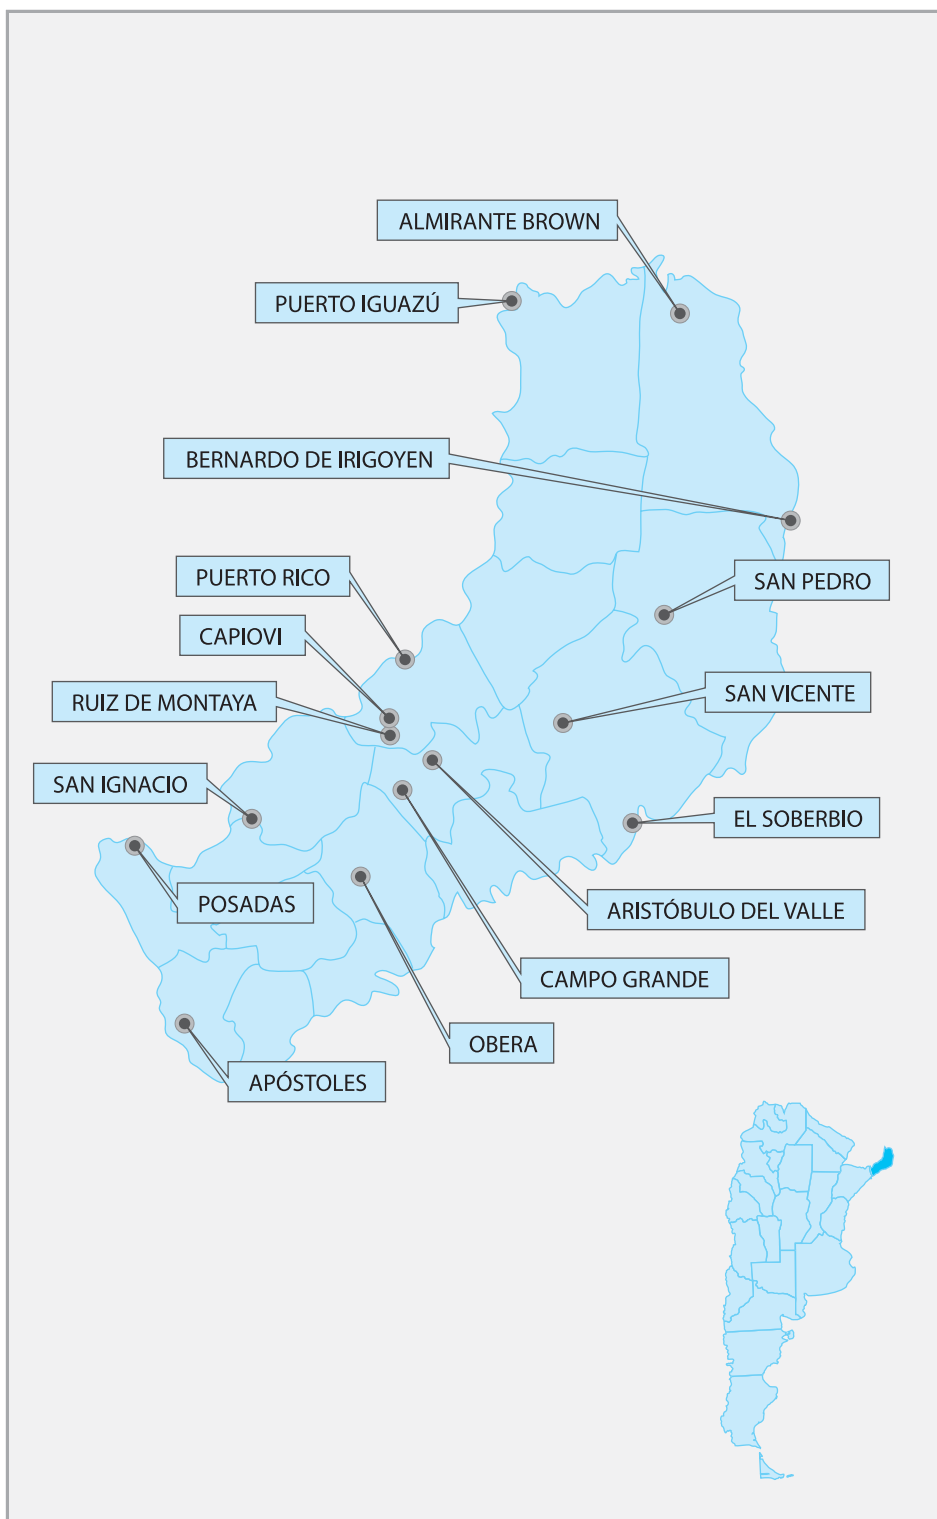 ALMIRANTE BROWN
PUERTO IGUAZÚ
BERNARDO DE IRIGOYEN
PUERTO RICO
SAN PEDRO
CAPIOVI
RUIZ DE MONTAYA
SAN VICENTE
SAN IGNACIO
EL SOBERBIO
POSADAS
ARISTÓBULO DEL VALLE
CAMPO GRANDE
OBERA
APÓSTOLES